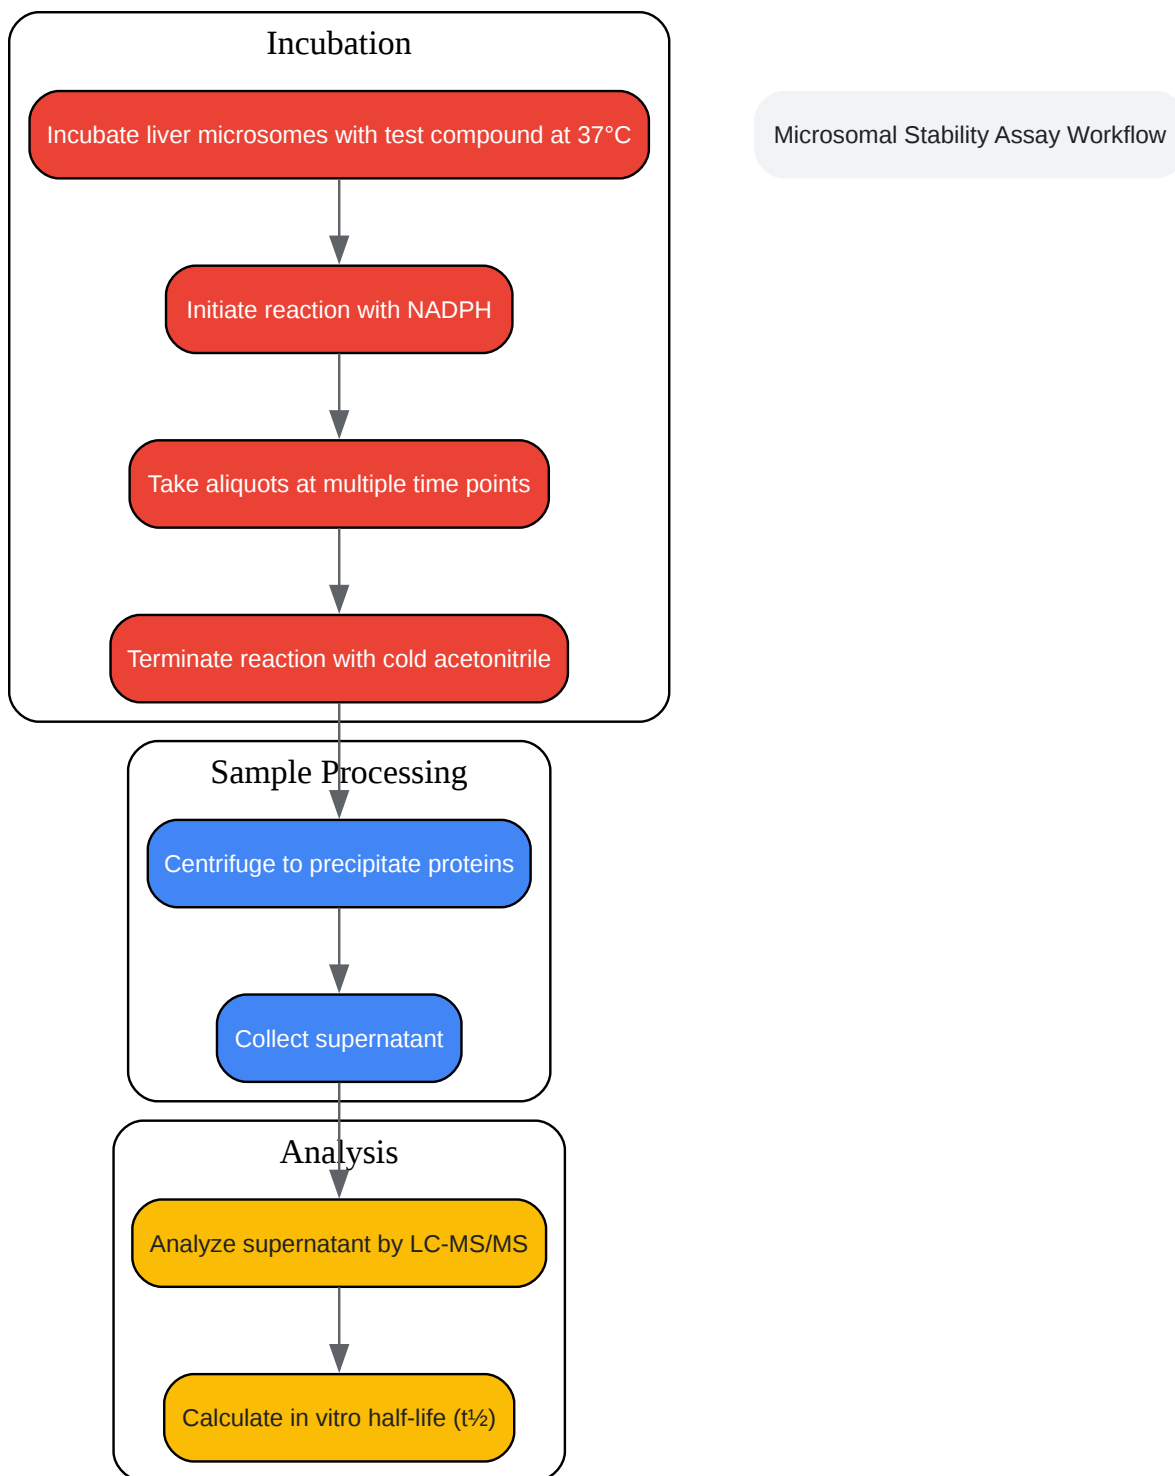 Incubation
Incubate liver microsomes with test compound at 37°C
Microsomal Stability Assay Workflow
Initiate reaction with NADPH
Take aliquots at multiple time points
Terminate reaction with cold acetonitrile
Sample Processing
Centrifuge to precipitate proteins
Collect supernatant
Analysis
Analyze supernatant by LC-MS/MS
Calculate in vitro half-life (t½)